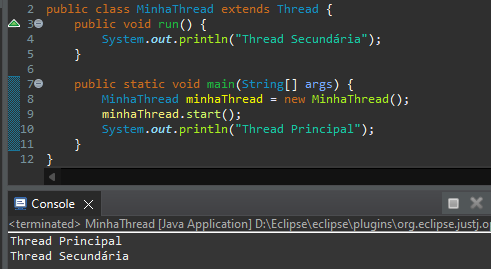 2 public class MinhaThread extends Thread {
3 public void run() {
4 System.out.println("Thread Secundária");
5 }
6
7 public static void main(String[] args) {
8 MinhaThread minhaThread = new MinhaThread();
9 minhaThread.start();
10 System.out.println("Thread Principal");
11 }
12 }
Console
<terminated> MinhaThread [Java Application] D:\Eclipse\eclipse\plugins\org.eclipse.justj.op
Thread Principal
Thread Secundária